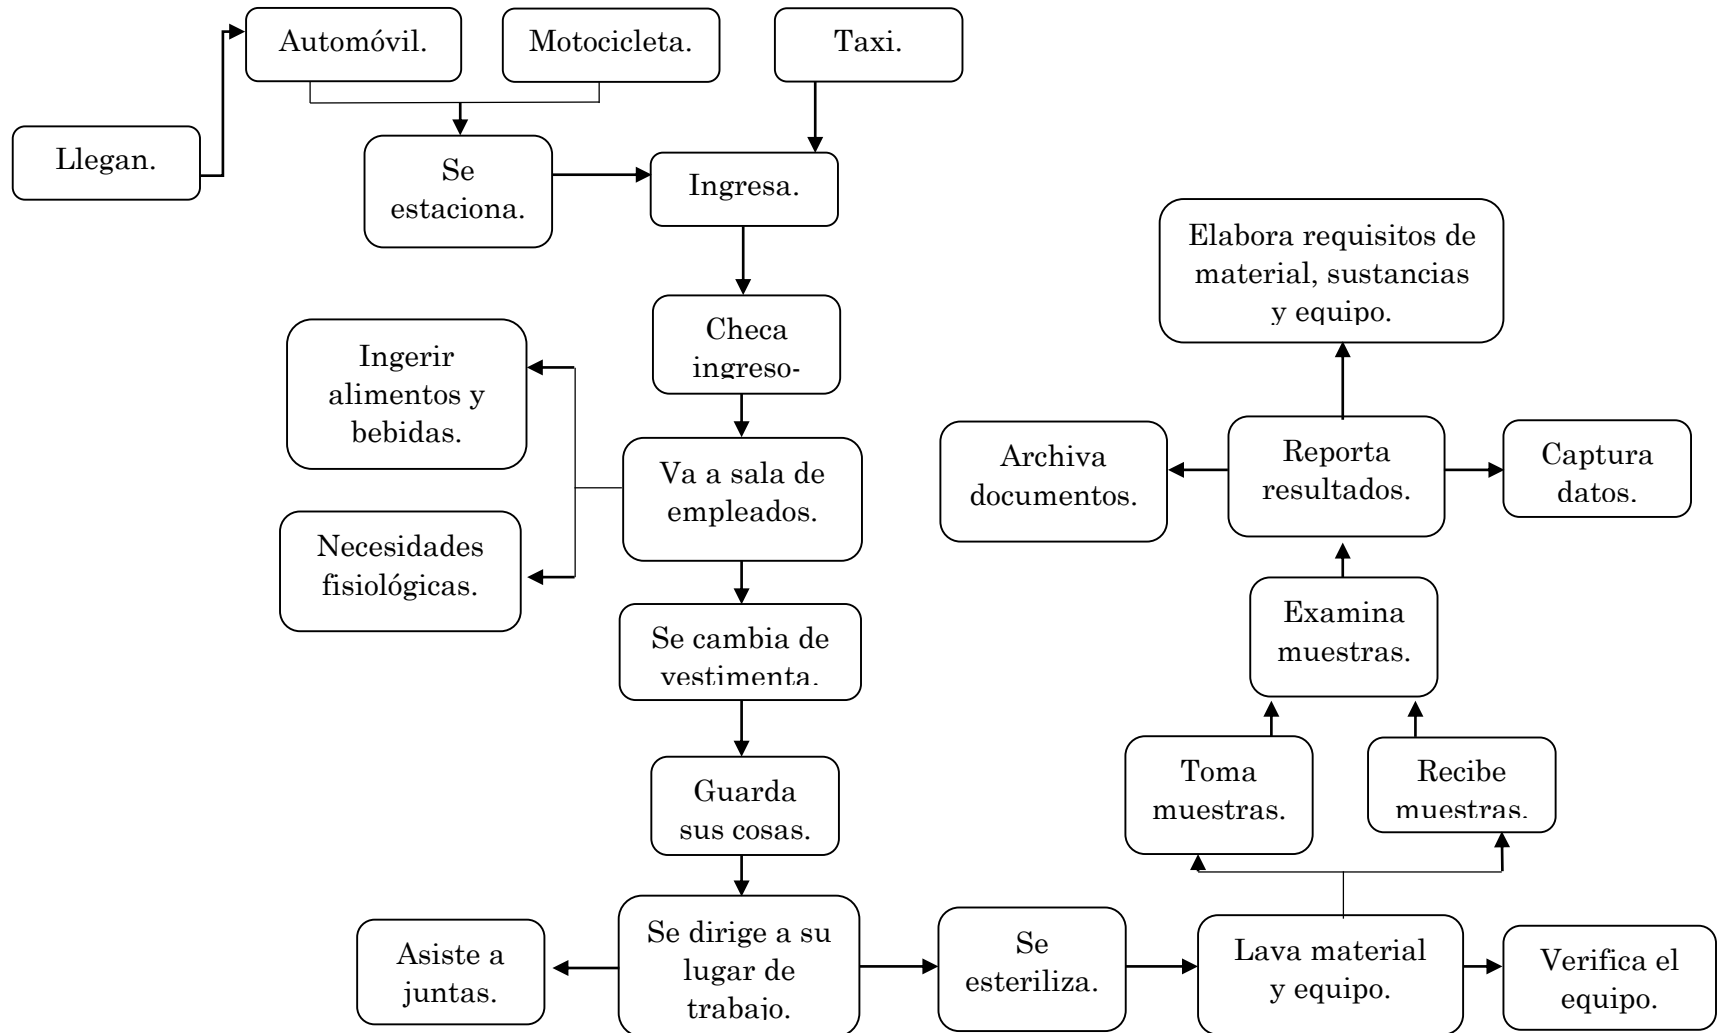 Automóvil.
Motocicleta.
Taxi.
Llegan.
Se
estaciona.
Ingresa.
Checa
ingreso-
Ingerir
alimentos y
bebidas.
Va a sala de
empleados.
Necesidades
fisiológicas.
Se cambia de
vestimenta.
Guarda
sus cosas.
Se dirige a su
lugar de
trabajo.
Asiste a
juntas.
Se
esteriliza.
Lava material
y equipo.
Verifica el
equipo.
Toma
muestras.
Recibe
muestras.
Examina
muestras.
Reporta
resultados.
Archiva
documentos.
Captura
datos.
Elabora requisitos de
material, sustancias
y equipo.